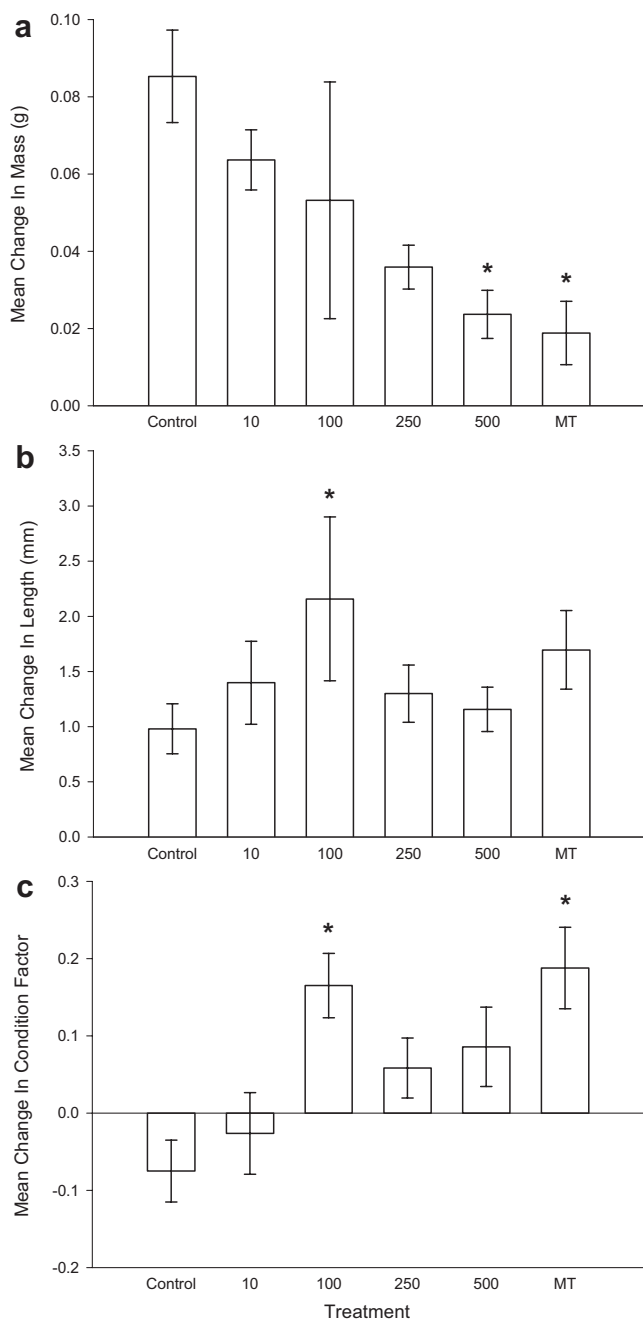 a
Mean Change In Mass (g)
0.10
0.08
0.06
0.04
0.02
0.00
* *
Control 10 100 250 500 MT
b
Mean Change In Length (mm)
3.5
3.0
2.5
2.0
1.5
1.0
0.5
0.0
*
Control 10 100 250 500 MT
c
Mean Change In Condition Factor
0.3
0.2
0.1
0.0
-0.1
-0.2
* *
Control 10 100 250 500 MT
Treatment